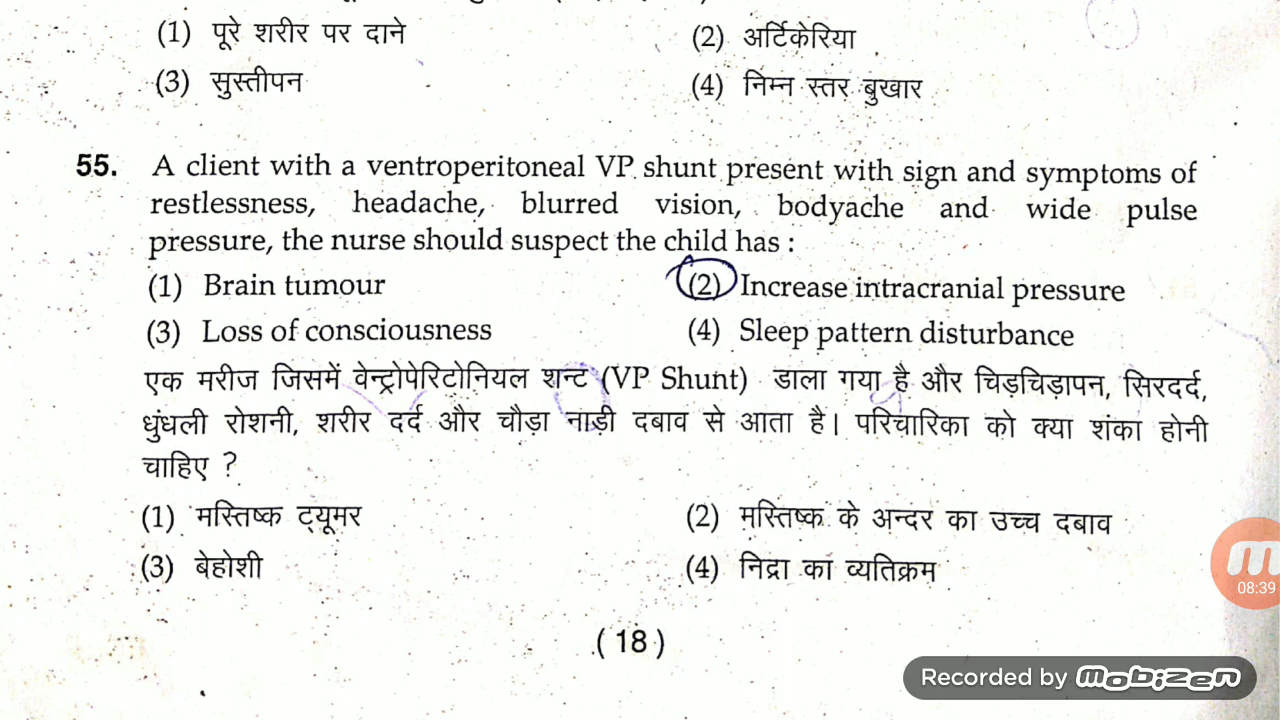 (1) पूरे शरीर पर दाने (2) अर्टिकेरिया
(3) सुस्तीपन (4) निम्न स्तर बुखार
55. A client with a ventroperitoneal VP shunt present with sign and symptoms of
restlessness, headache, blurred vision, bodyache and wide pulse
pressure, the nurse should suspect the child has :
(1) Brain tumour (2) Increase intracranial pressure
(3) Loss of consciousness (4) Sleep pattern disturbance
एक मरीज जिसमें वेन्ट्रोपेरिटोनियल शन्ट (VP Shunt) डाला गया है और चिड़चिड़ापन, सिरदर्द,
धुंधली रोशनी, शरीर दर्द और चौड़ा नाड़ी दबाव से आता है। परिचारिका को क्या शंका होनी
चाहिए ?
(1) मस्तिष्क ट्यूमर (2) मस्तिष्क के अन्दर का उच्च दबाव
(3) बेहोशी (4) निद्रा का व्यतिक्रम
( 18 )
08:39
Recorded by mobizen